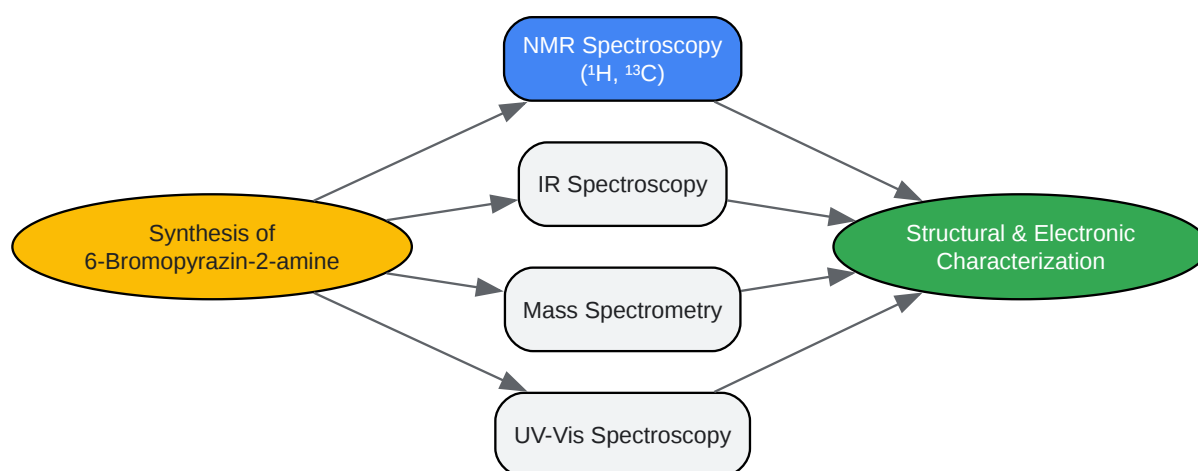 NMR Spectroscopy
(¹H, ¹³C)
IR Spectroscopy
Synthesis of
6-Bromopyrazin-2-amine
Structural & Electronic
Characterization
Mass Spectrometry
UV-Vis Spectroscopy